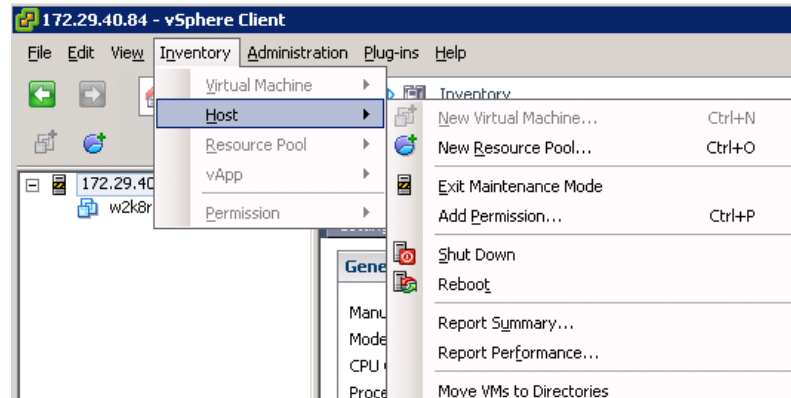 172.29.40.84 - vSphere Client
File Edit View Inventory Administration Plug-ins Help
Virtual Machine
Host
Resource Pool
vApp
Permission
Inventory
New Virtual Machine... Ctrl+N
New Resource Pool... Ctrl+O
Exit Maintenance Mode
Add Permission... Ctrl+P
Shut Down
Reboot
Report Summary...
Report Performance...
Move VMs to Directories
172.29.40
w2k8r
Gene
Manu
Mode
CPU
Proce